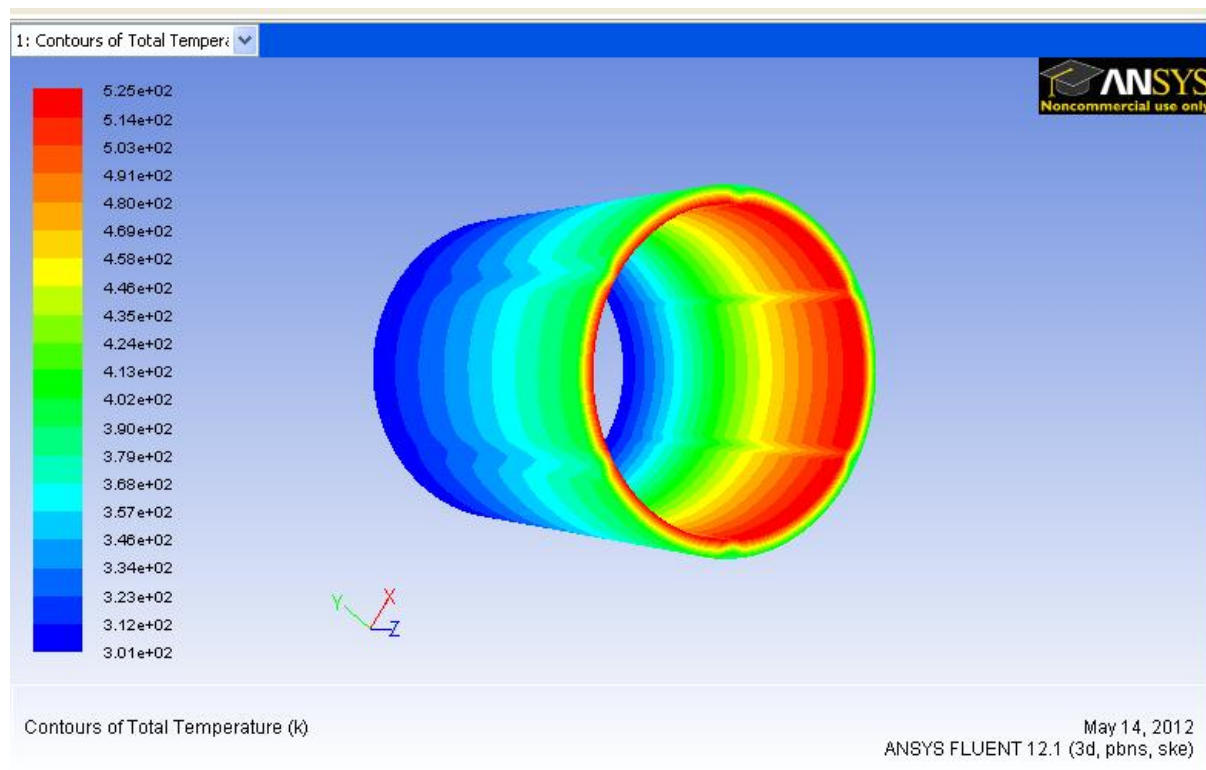 1: Contours of Total Tempera
ANSYS
Noncommercial use only
5.25e+02
5.14e+02
5.03e+02
4.91e+02
4.80e+02
4.69e+02
4.58e+02
4.46e+02
4.35e+02
4.24e+02
4.13e+02
4.02e+02
3.90e+02
3.79e+02
3.68e+02
3.57e+02
3.46e+02
3.34e+02
3.23e+02
3.12e+02
3.01e+02
Y
X
Z
Contours of Total Temperature (k)
May 14, 2012
ANSYS FLUENT 12.1 (3d, pbns, ske)